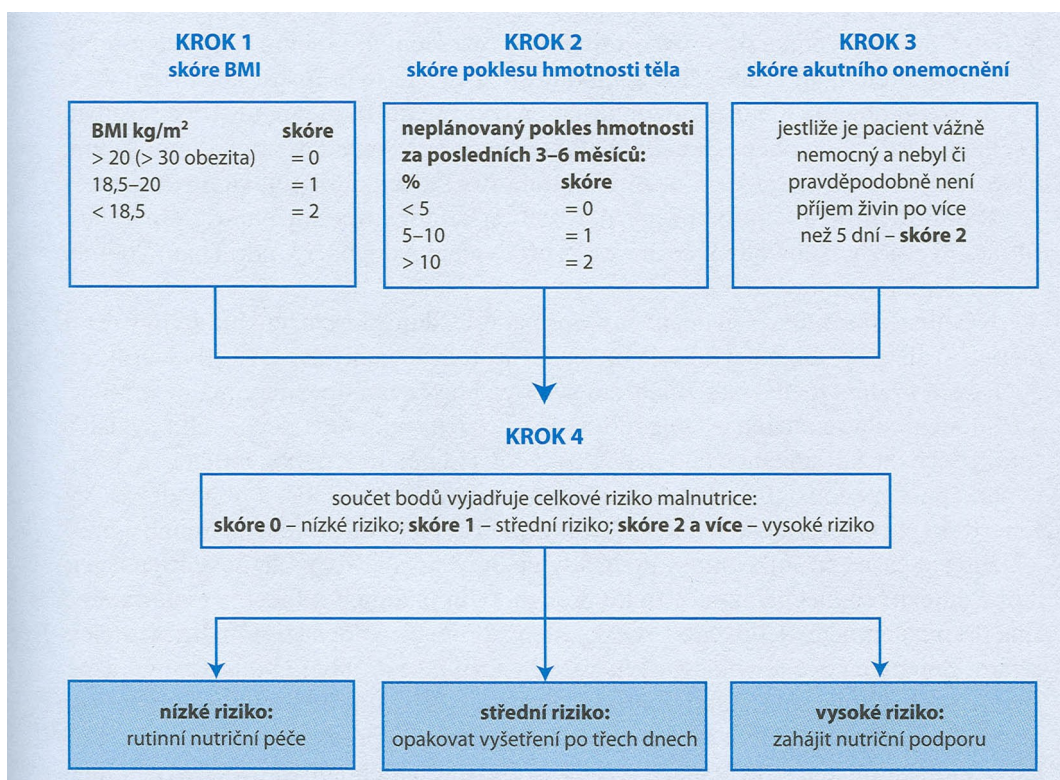 KROK 1
skóre BMI
BMI kg/m² skóre
> 20 (> 30 obezita) = 0
18,5–20 = 1
< 18,5 = 2
KROK 2
skóre poklesu hmotnosti těla
neplánovaný pokles hmotnosti
za posledních 3–6 měsíců:
% skóre
< 5 = 0
5–10 = 1
> 10 = 2
KROK 3
skóre akutního onemocnění
jestliže je pacient vážně
nemocný a nebyl či
pravděpodobně není
příjem živin po více
než 5 dní – skóre 2
KROK 4
součet bodů vyjadřuje celkové riziko malnutrice:
skóre 0 – nízké riziko; skóre 1 – střední riziko; skóre 2 a více – vysoké riziko
nízké riziko:
rutinní nutriční péče
střední riziko:
opakovat vyšetření po třech dnech
vysoké riziko:
zahájit nutriční podporu